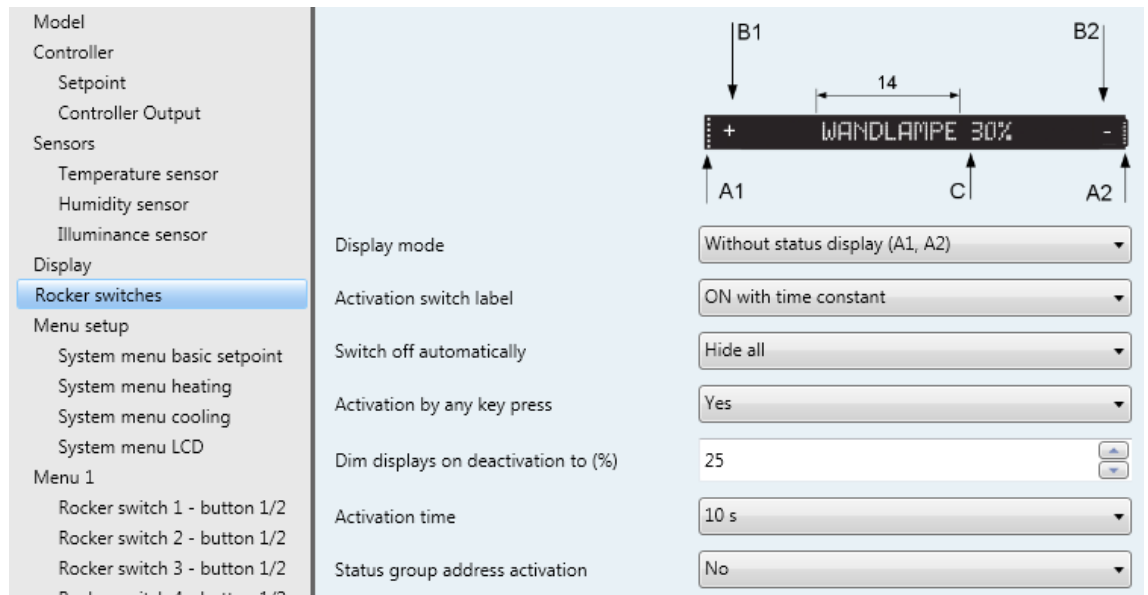 Model
Controller
Setpoint
Controller Output
Sensors
Temperature sensor
Humidity sensor
Illuminance sensor
Display
Rocker switches
Menu setup
System menu basic setpoint
System menu heating
System menu cooling
System menu LCD
Menu 1
Rocker switch 1 - button 1/2
Rocker switch 2 - button 1/2
Rocker switch 3 - button 1/2
B1
B2
14
+ WANDLAMPE 30% -
A1
C
A2
Display mode Without status display (A1, A2)
Activation switch label ON with time constant
Switch off automatically Hide all
Activation by any key press Yes
Dim displays on deactivation to (%) 25
Activation time 10 s
Status group address activation No